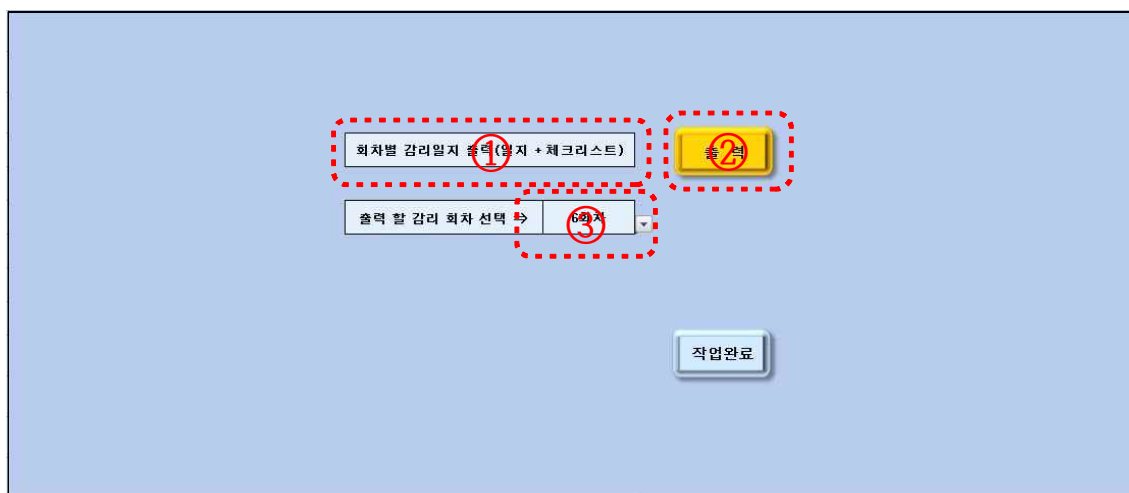 회차별 감리일지 출력(일지 + 체크리스트)
①
출 력
②
출력 할 감리 회차 선택 →
6회차
③
작업완료